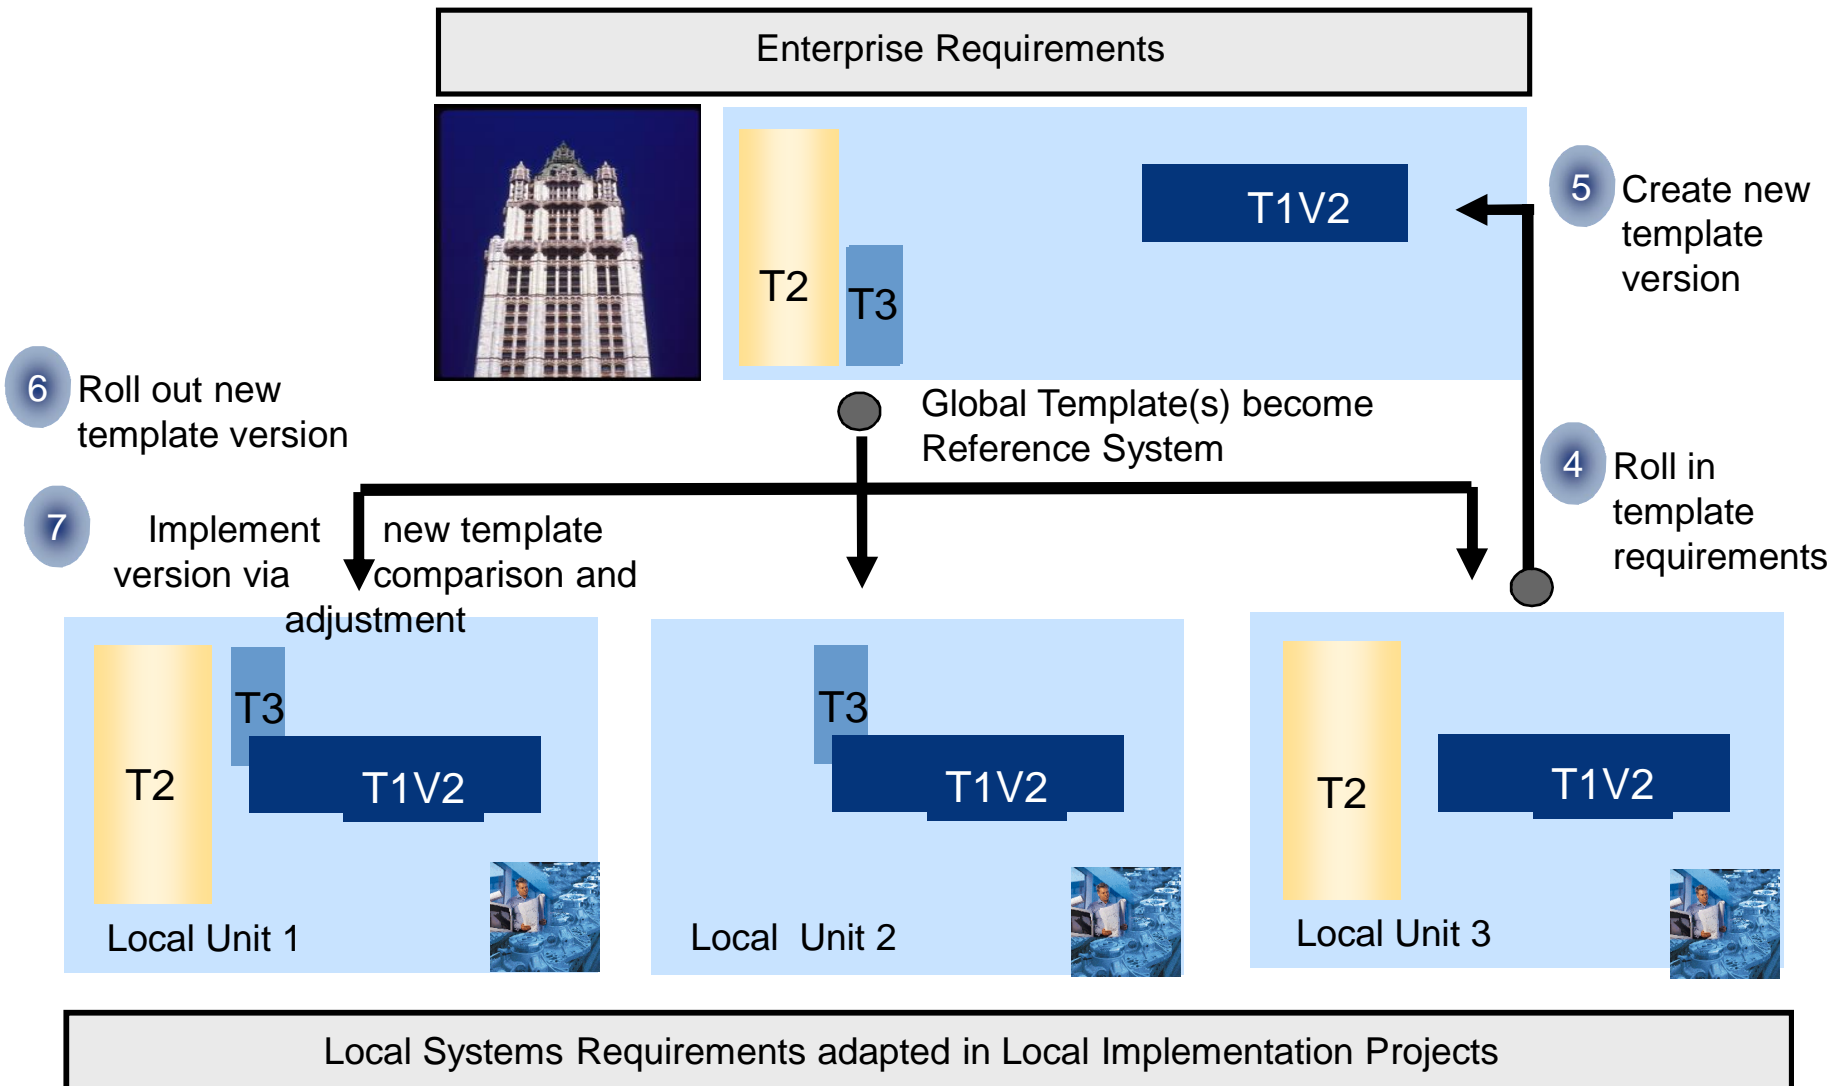 Enterprise Requirements
T2
T3
T1V2
5
Create new
template
version
6
Roll out new
template version
Global Template(s) become
Reference System
4
Roll in
template
requirements
7
Implement new template
version via comparison and
adjustment
T2
T3
T1V2
Local Unit 1
T3
T1V2
Local Unit 2
T2
T1V2
Local Unit 3
Local Systems Requirements adapted in Local Implementation Projects